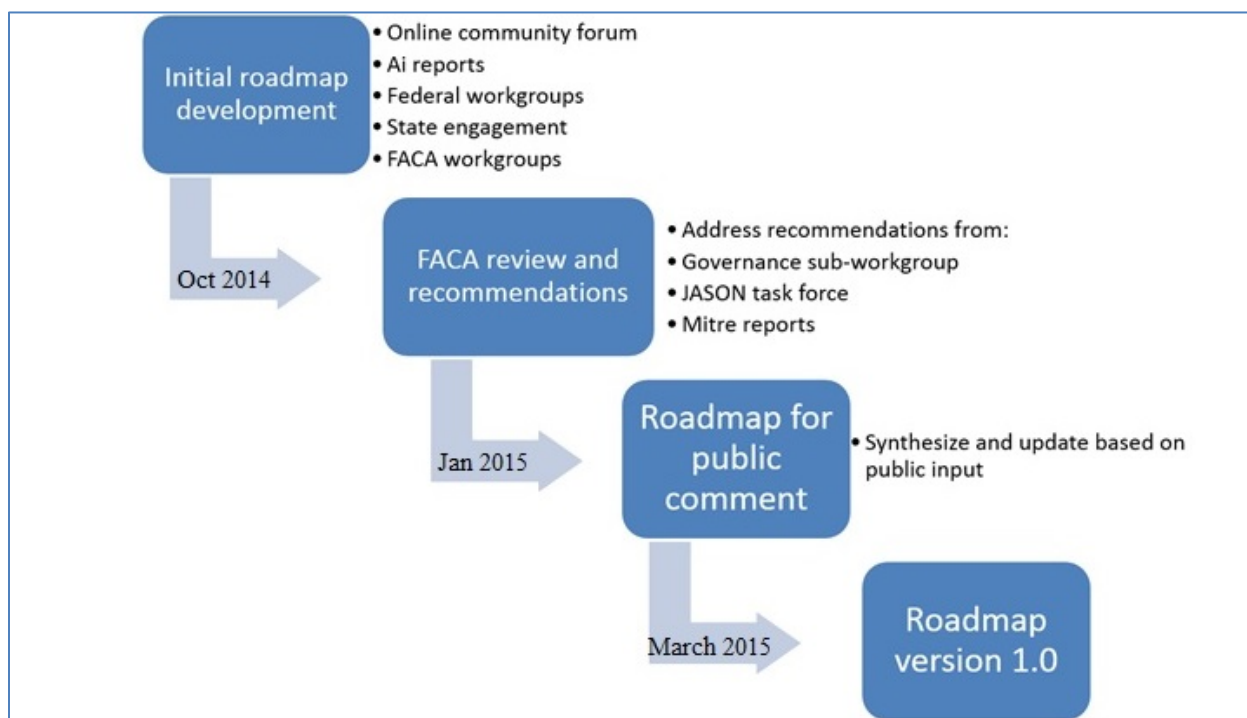 Initial roadmap
development
• Online community forum
• Ai reports
• Federal workgroups
• State engagement
• FACA workgroups
Oct 2014
FACA review and
recommendations
• Address recommendations from:
• Governance sub-workgroup
• JASON task force
• Mitre reports
Jan 2015
Roadmap for
public
comment
• Synthesize and update based on
public input
March 2015
Roadmap
version 1.0